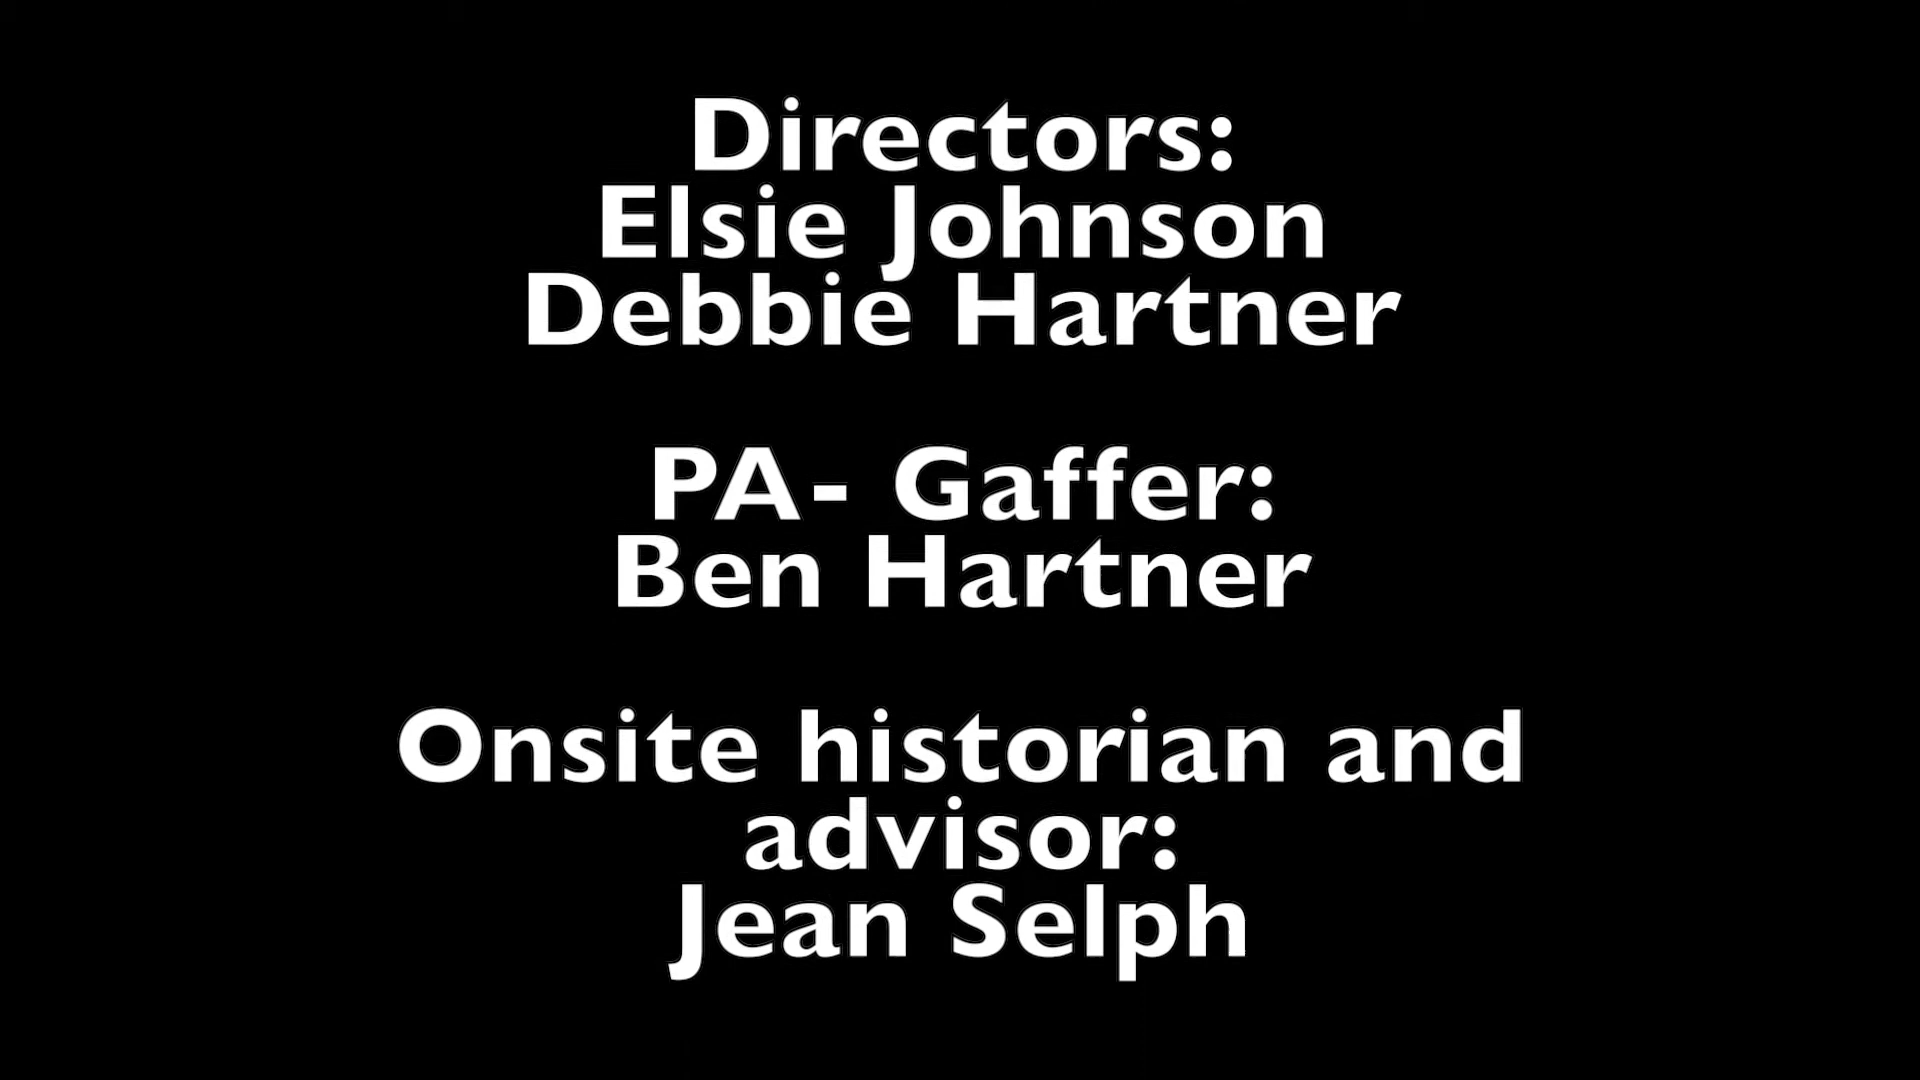 Directors:
Elsie Johnson
Debbie Hartner
PA- Gaffer:
Ben Hartner
Onsite historian and
advisor:
Jean Selph